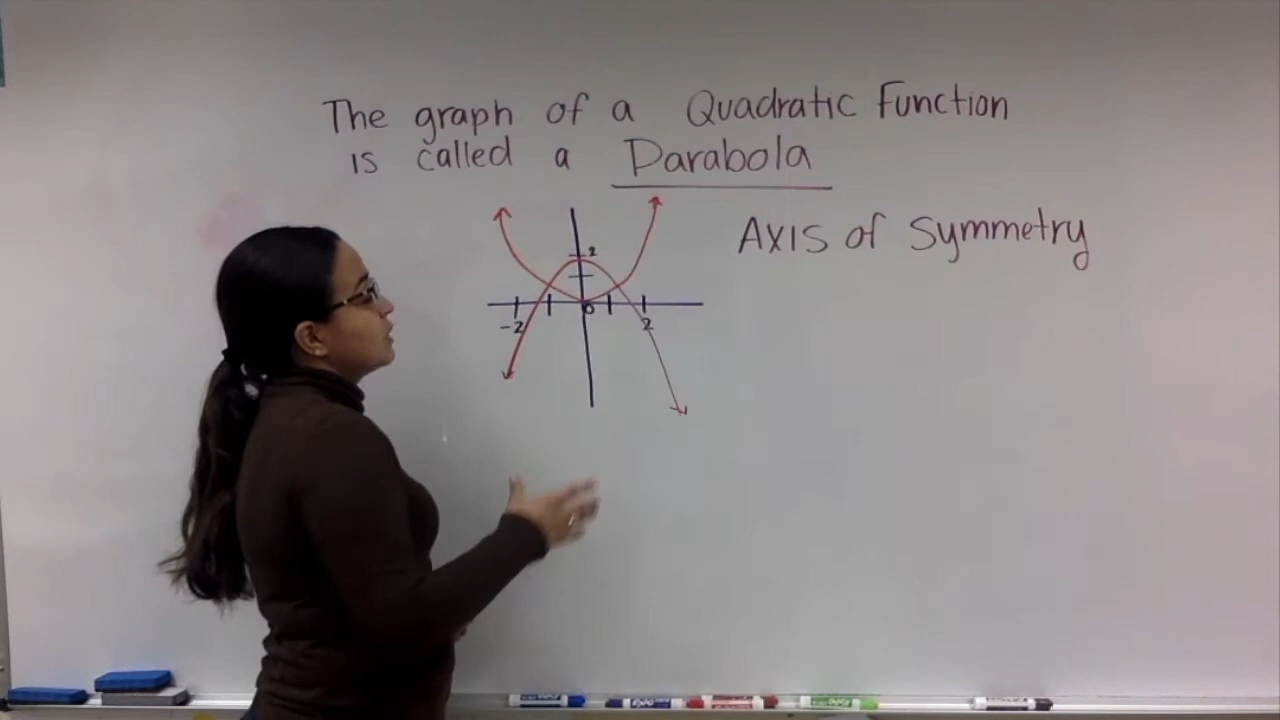 The graph of a Quadratic Function
is called a Parabola
Axis of Symmetry
2
-2
0
2